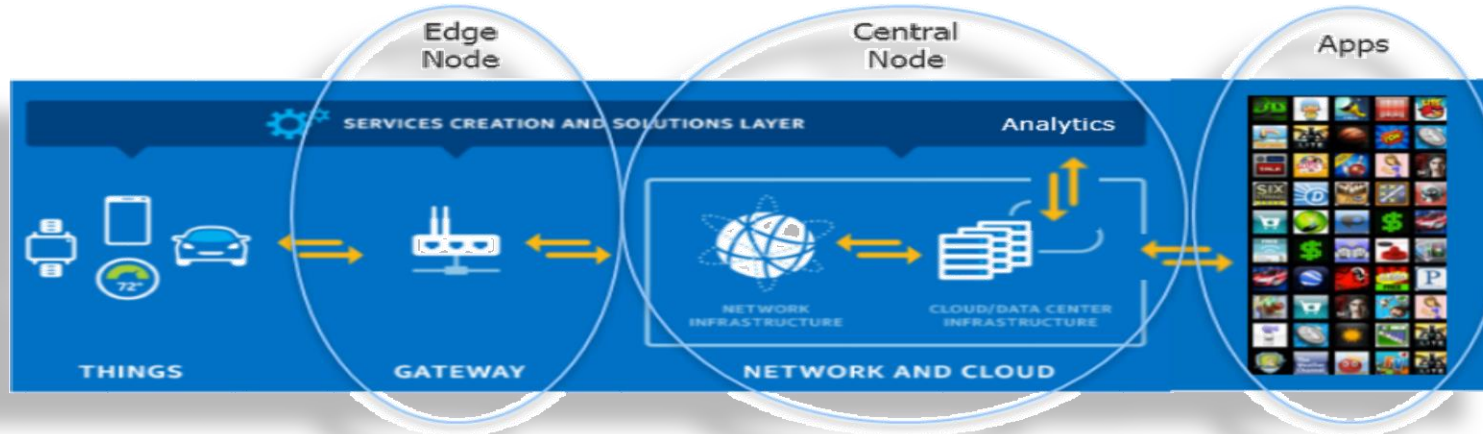 Edge
Node
Central
Node
Apps
SERVICES CREATION AND SOLUTIONS LAYER
Analytics
72°
NETWORK
INFRASTRUCTURE
CLOUD/DATA CENTER
INFRASTRUCTURE
THINGS
GATEWAY
NETWORK AND CLOUD
SIX
$
$
P